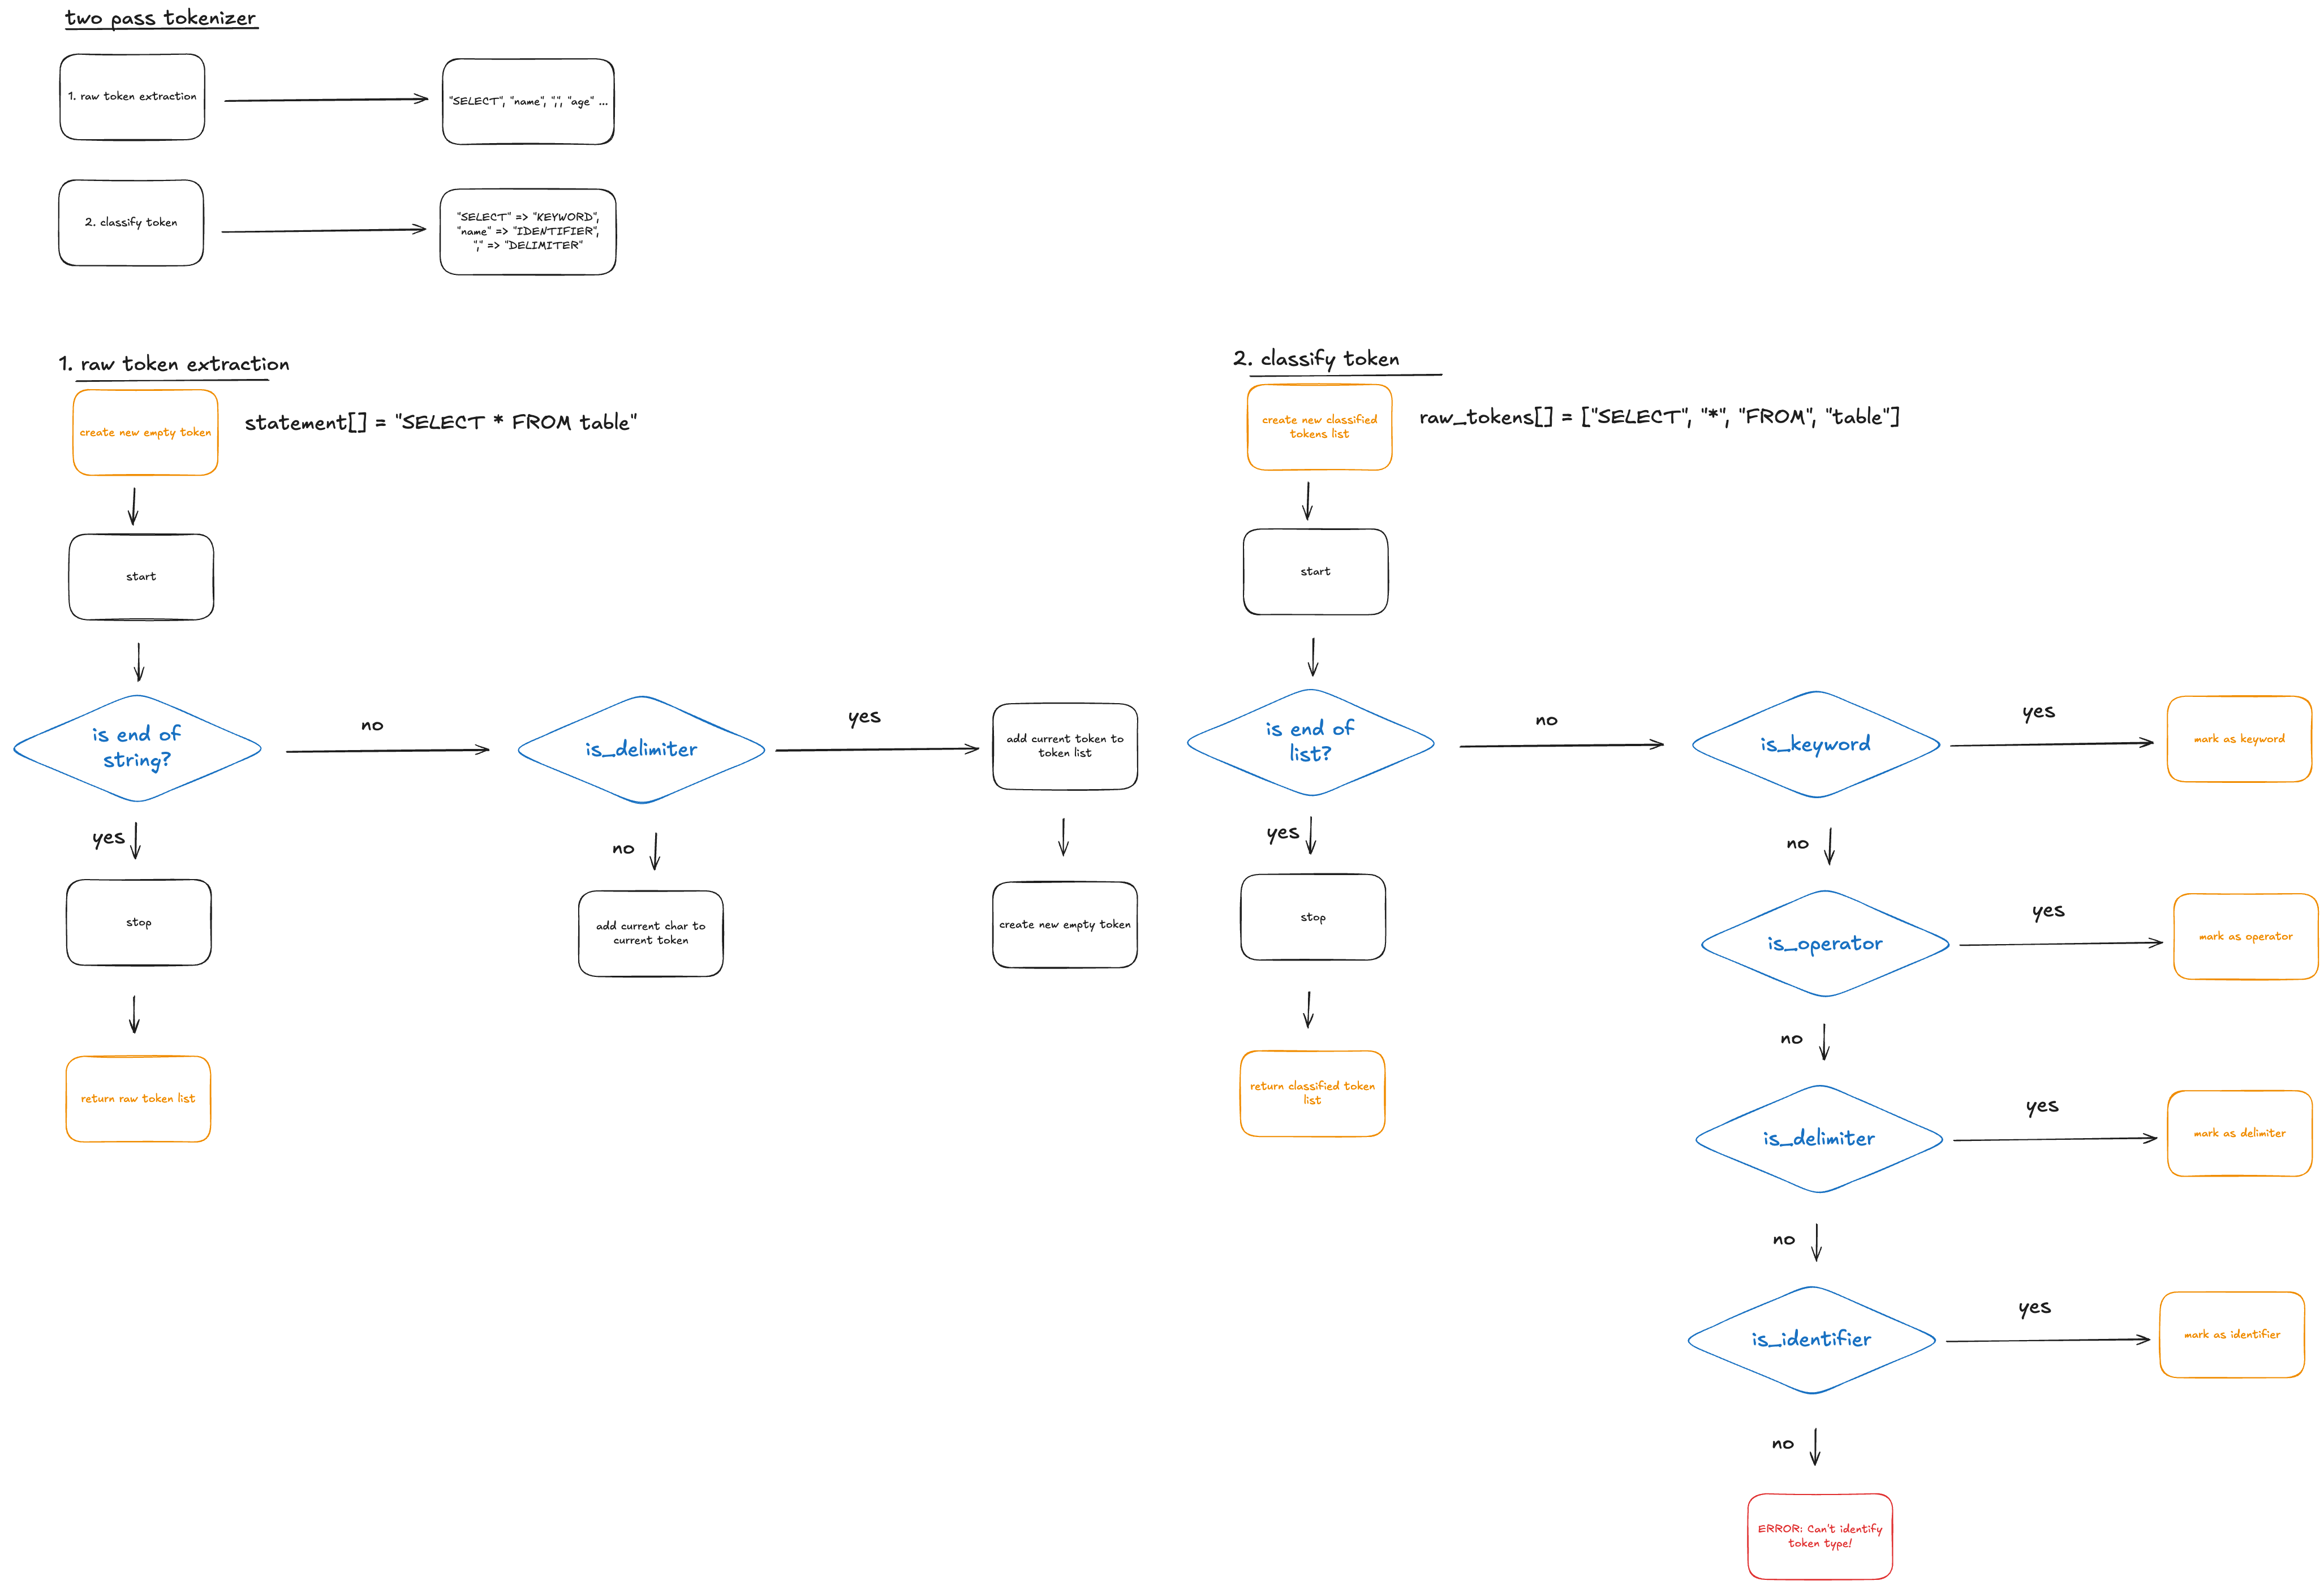 two pass tokenizer
1. raw token extraction
"SELECT", "name", ",", "age" ...
2. classify token
"SELECT" => "KEYWORD",
"name" => "IDENTIFIER",
"," => "DELIMITER"
1. raw token extraction
create new empty token
statement[] = "SELECT * FROM table"
start
is end of
string?
no
is_delimiter
yes
add current token to
token list
yes
no
stop
add current char to
current token
create new empty token
return raw token list
2. classify token
create new classified
tokens list
raw_tokens[] = ["SELECT", "*", "FROM", "table"]
start
is end of
list?
no
is_keyword
yes
mark as keyword
yes
no
stop
is_operator
yes
mark as operator
return classified token
list
no
is_delimiter
yes
mark as delimiter
no
is_identifier
yes
mark as identifier
no
ERROR: Can't identify
token type!